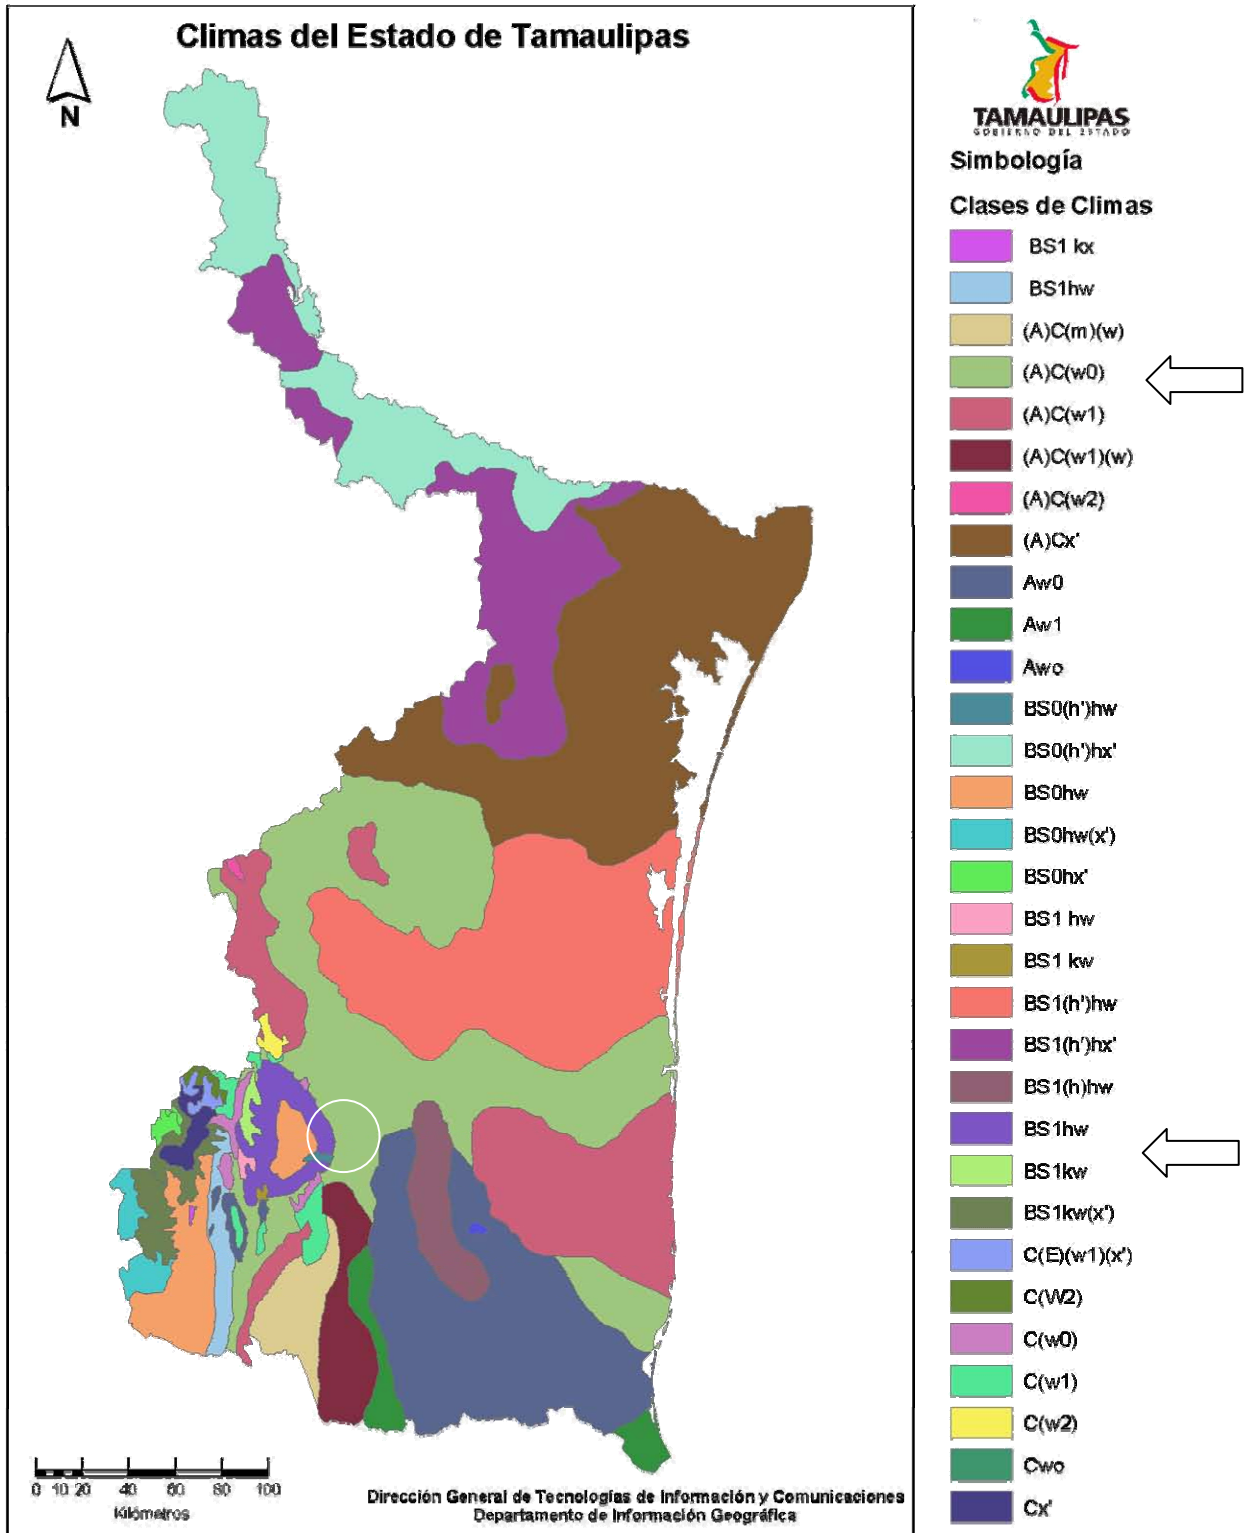 Climas del Estado de Tamaulipas
N
TAMAULIPAS
GOBIERNO DEL ESTADO
Simbología
Clases de Climas
BS1 kx
BS1hw
(A)C(m)(w)
(A)C(w0)
(A)C(w1)
(A)C(w1)(w)
(A)C(w2)
(A)Cx'
Aw0
Aw1
Awo
BS0(h')hw
BS0(h')hx'
BS0hw
BS0hw(x')
BS0hx'
BS1 hw
BS1 kw
BS1(h')hw
BS1(h')hx'
BS1(h)hw
BS1hw
BS1kw
BS1kw(x')
C(E)(w1)(x')
C(W2)
C(w0)
C(w1)
C(w2)
Cwo
Cx'
0 10 20 40 60 80 100
Kilómetros
Dirección General de Tecnologías de Información y Comunicaciones
Departamento de Información Geográfica